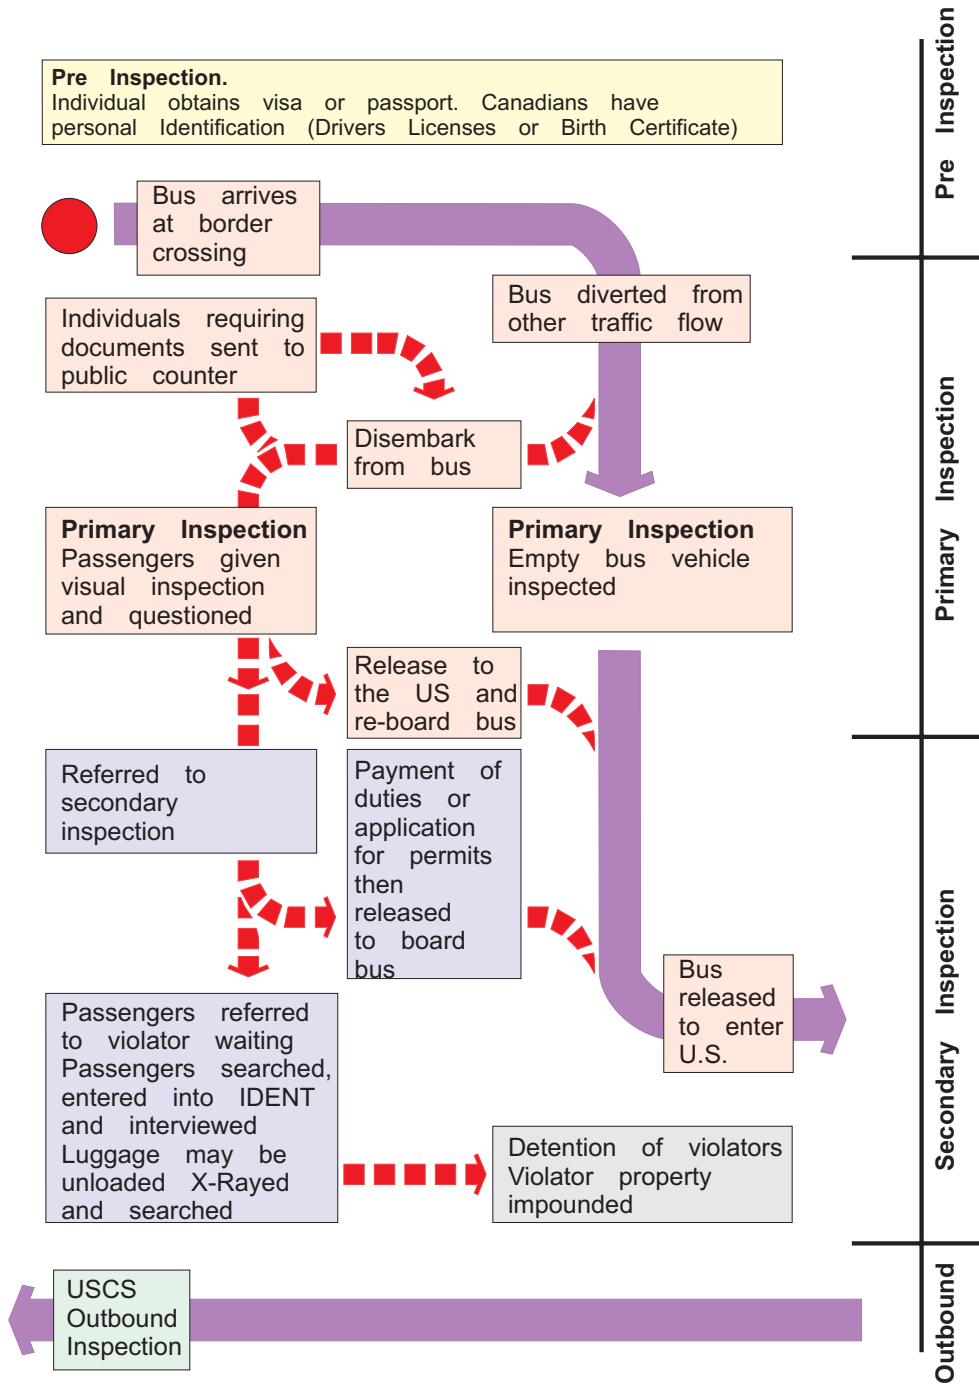 Pre Inspection.
Individual obtains visa or passport. Canadians have
personal Identification (Drivers Licenses or Birth Certificate)
Pre Inspection
Bus arrives
at border
crossing
Bus diverted from
other traffic flow
Individuals requiring
documents sent to
public counter
Disembark
from bus
Primary Inspection
Passengers given
visual inspection
and questioned
Primary Inspection
Empty bus vehicle
inspected
Primary Inspection
Release to
the US and
re-board bus
Referred to
secondary
inspection
Payment of
duties or
application
for permits
then
released
to board
bus
Bus
released
to enter
U.S.
Passengers referred
to violator waiting
Passengers searched,
entered into IDENT
and interviewed
Luggage may be
unloaded X-Rayed
and searched
Detention of violators
Violator property
impounded
Secondary Inspection
USCS
Outbound
Inspection
Outbound